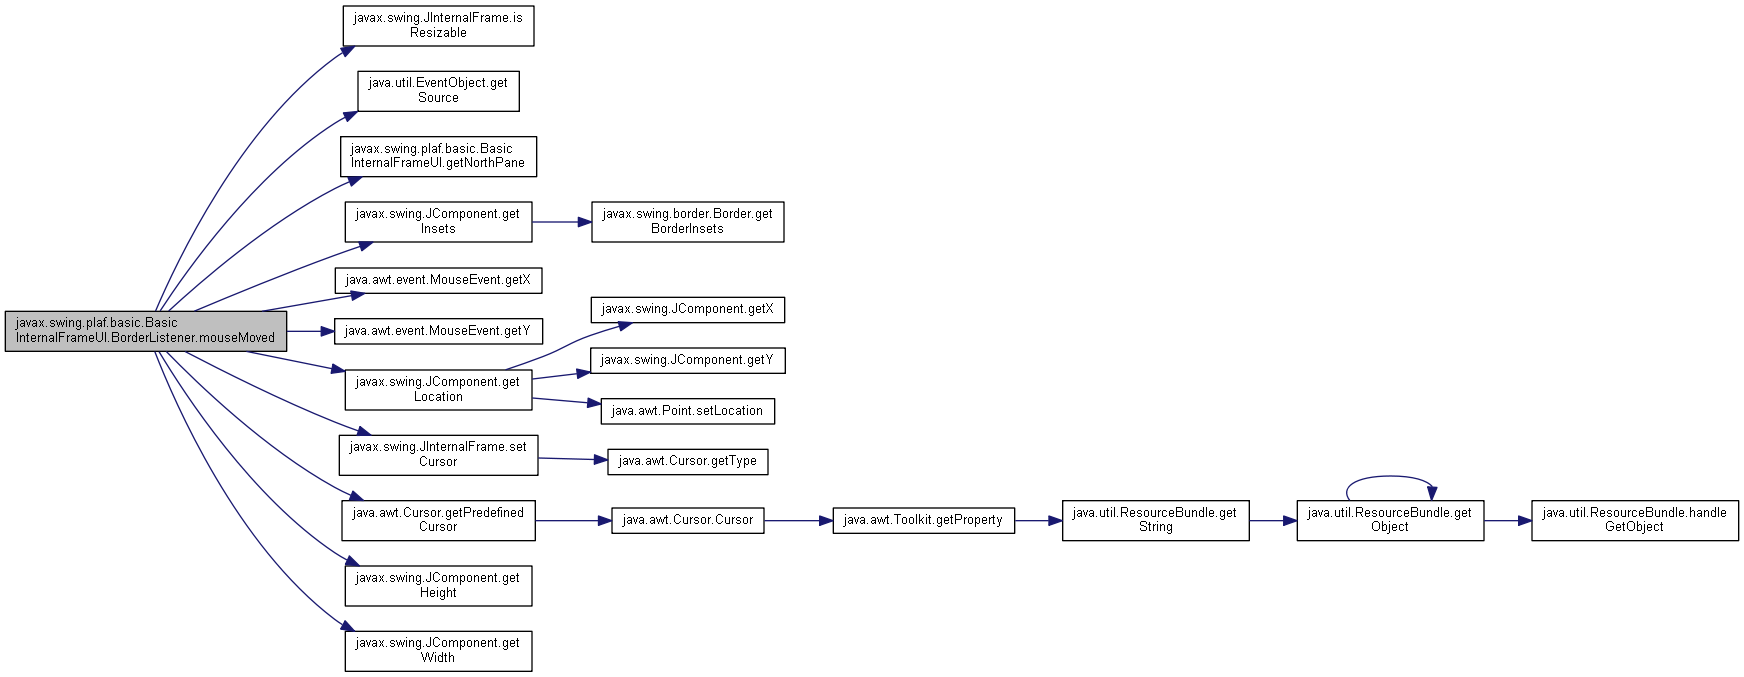 javax.swing.JInternalFrame.is
Resizable
java.util.EventObject.get
Source
javax.swing.plaf.basic.Basic
InternalFrameUI.getNorthPane
javax.swing.JComponent.get
Insets
javax.swing.border.Border.get
BorderInsets
java.awt.event.MouseEvent.getX
javax.swing.plaf.basic.Basic
InternalFrameUI.BorderListener.mouseMoved
java.awt.event.MouseEvent.getY
javax.swing.JComponent.getX
javax.swing.JComponent.getY
javax.swing.JComponent.get
Location
java.awt.Point.setLocation
javax.swing.JInternalFrame.set
Cursor
java.awt.Cursor.getType
java.awt.Cursor.getPredefined
Cursor
java.awt.Cursor.Cursor
java.awt.Toolkit.getProperty
java.util.ResourceBundle.get
String
java.util.ResourceBundle.get
Object
java.util.ResourceBundle.handle
GetObject
javax.swing.JComponent.get
Height
javax.swing.JComponent.get
Width